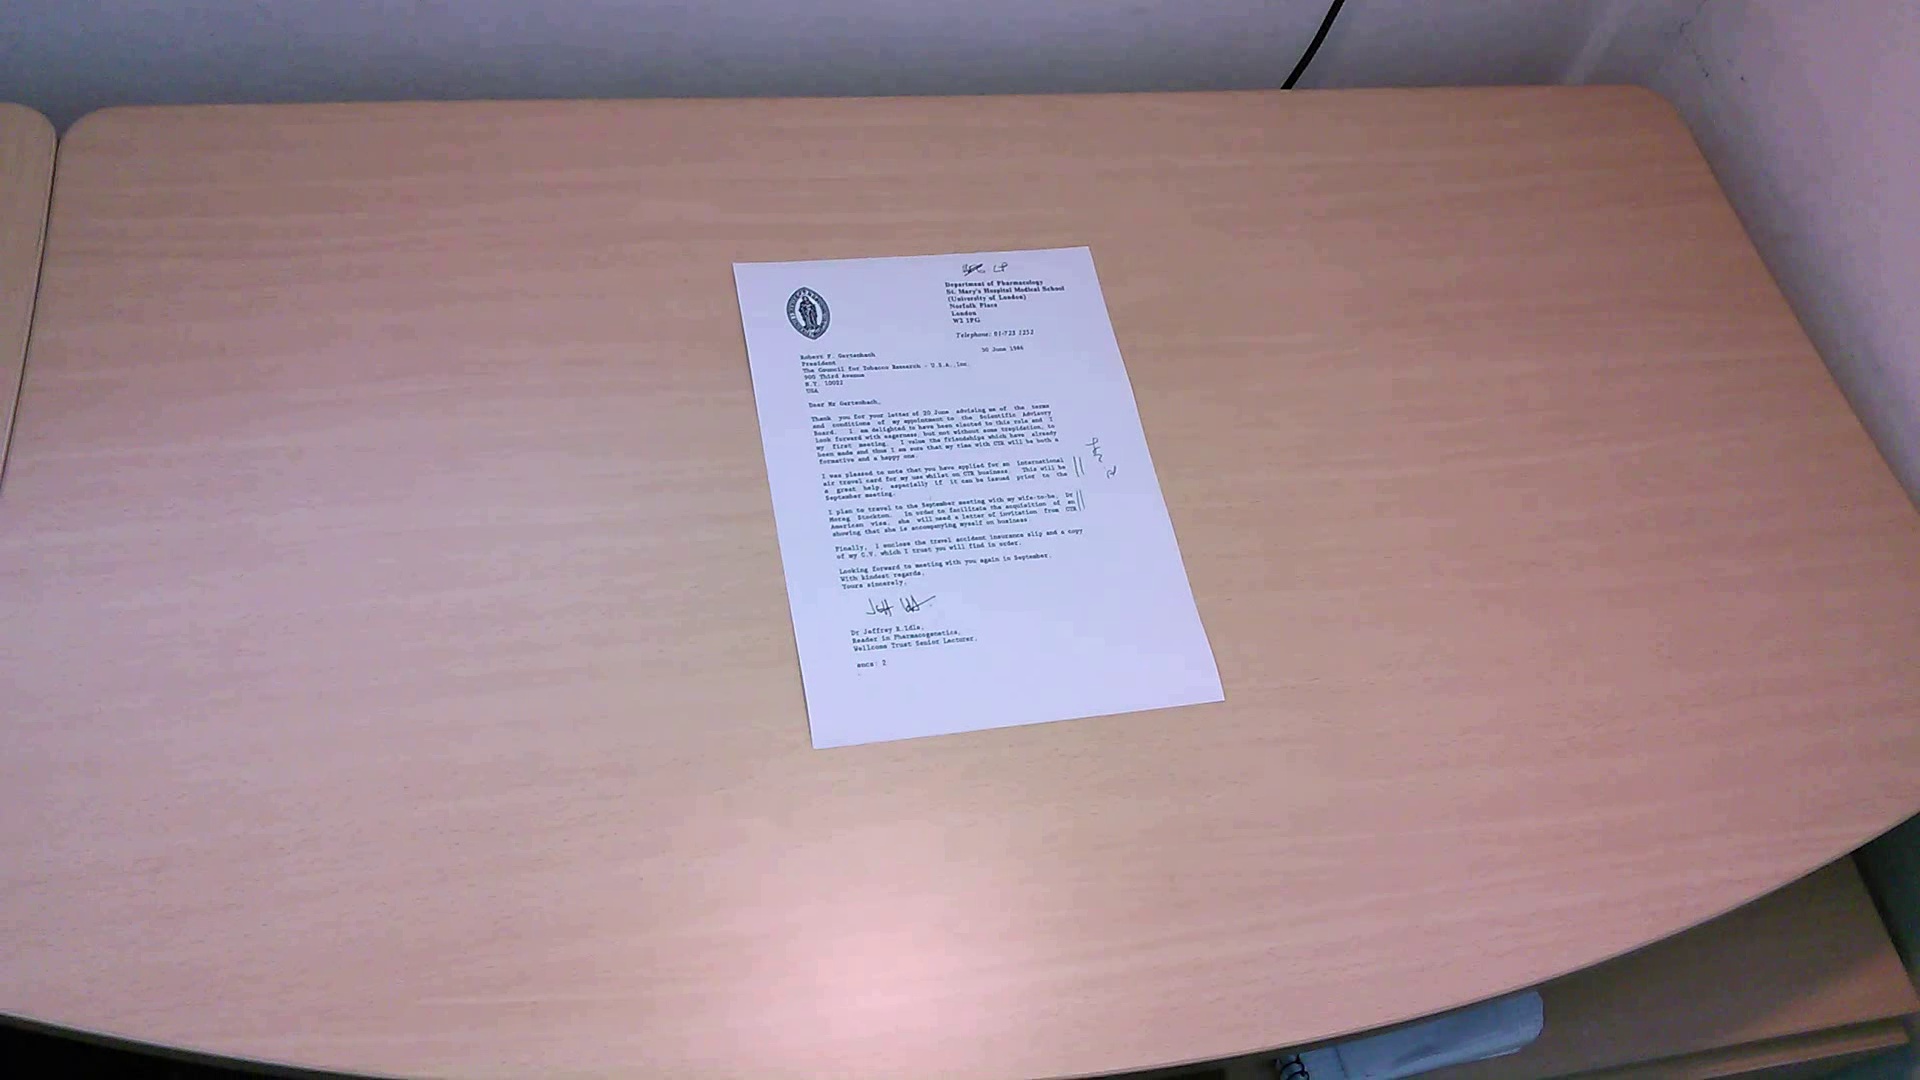 LP
Department of Pharmacology
St. Mary's Hospital Medical School
(University of London)
Norfolk Place
London
W2 1PG
Telephone: 01-723 1252
30 June 1986
Robert F. Gertenbach
President
The Council for Tobacco Research - U.S.A.,Inc.
900 Third Avenue
N.Y. 10022
USA
Dear Mr Gertenbach,
Thank you for your letter of 20 June advising me of the terms
and conditions of my appointment to the Scientific Advisory
Board. I am delighted to have been elected to this role and I
look forward with eagerness, but not without some trepidation, to
my first meeting. I value the friendships which have already
been made and thus I am sure that my time with CTR will be both a
formative and a happy one.
I was pleased to note that you have applied for an international
air travel card for my use whilst on CTR business. This will be
a great help, especially if it can be issued prior to the
September meeting.
I plan to travel to the September meeting with my wife-to-be, Dr
Moreg Stockton. In order to facilitate the acquisition of an
American visa, she will need a letter of invitation from CTR
showing that she is accompanying myself on business
Finally, I enclose the travel accident insurance slip and a copy
of my C.V. which I trust you will find in order.
Looking forward to meeting with you again in September.
With kindest regards,
Yours sincerely,
Dr Jeffrey R.Idle,
Reader in Pharmacogenetics,
Wellcome Trust Senior Lecturer.
encs: 2